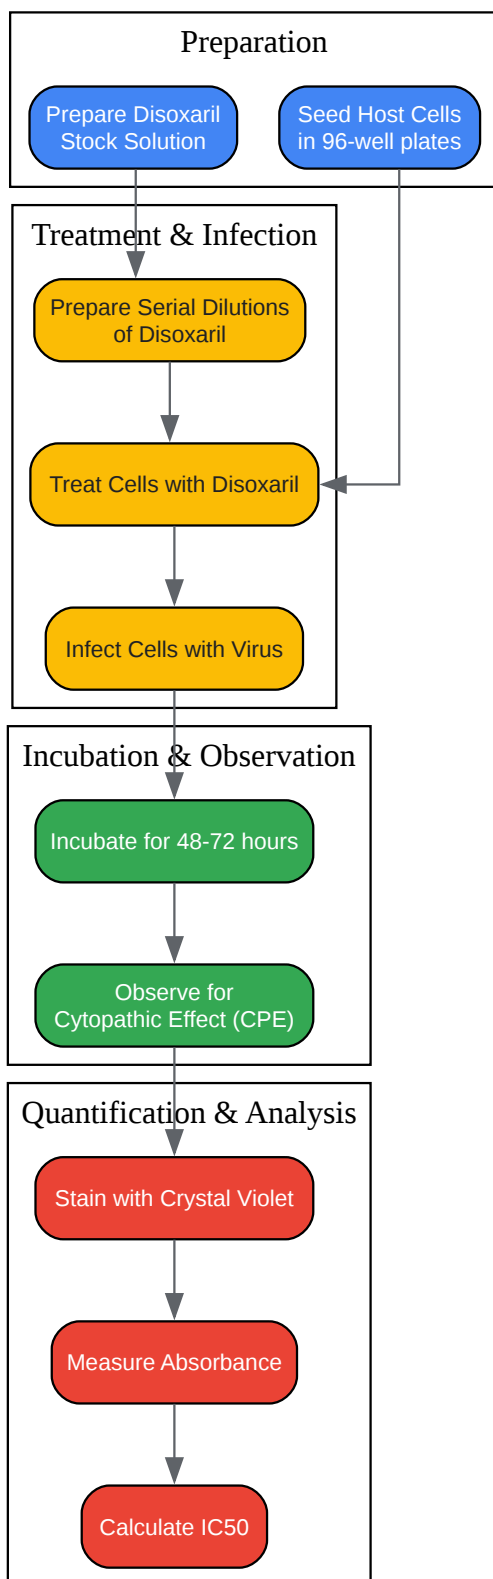 Preparation
Prepare Disoxaril
Stock Solution
Seed Host Cells
in 96-well plates
Treatment & Infection
Prepare Serial Dilutions
of Disoxaril
Treat Cells with Disoxaril
Infect Cells with Virus
Incubation & Observation
Incubate for 48-72 hours
Observe for
Cytopathic Effect (CPE)
Quantification & Analysis
Stain with Crystal Violet
Measure Absorbance
Calculate IC50